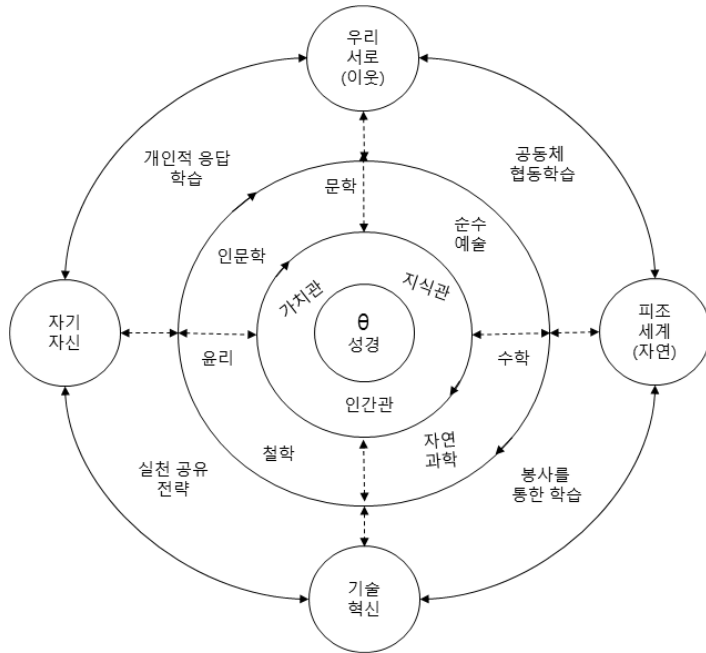 우리
서로
(이웃)
개인적 응답
학습
공동체
협동학습
문학
순수
예술
인문학
가치관
지식관
자기
자신
θ
성경
피조
세계
(자연)
윤리
수학
인간관
철학
자연
과학
실천 공유
전략
봉사를
통한 학습
기술
혁신